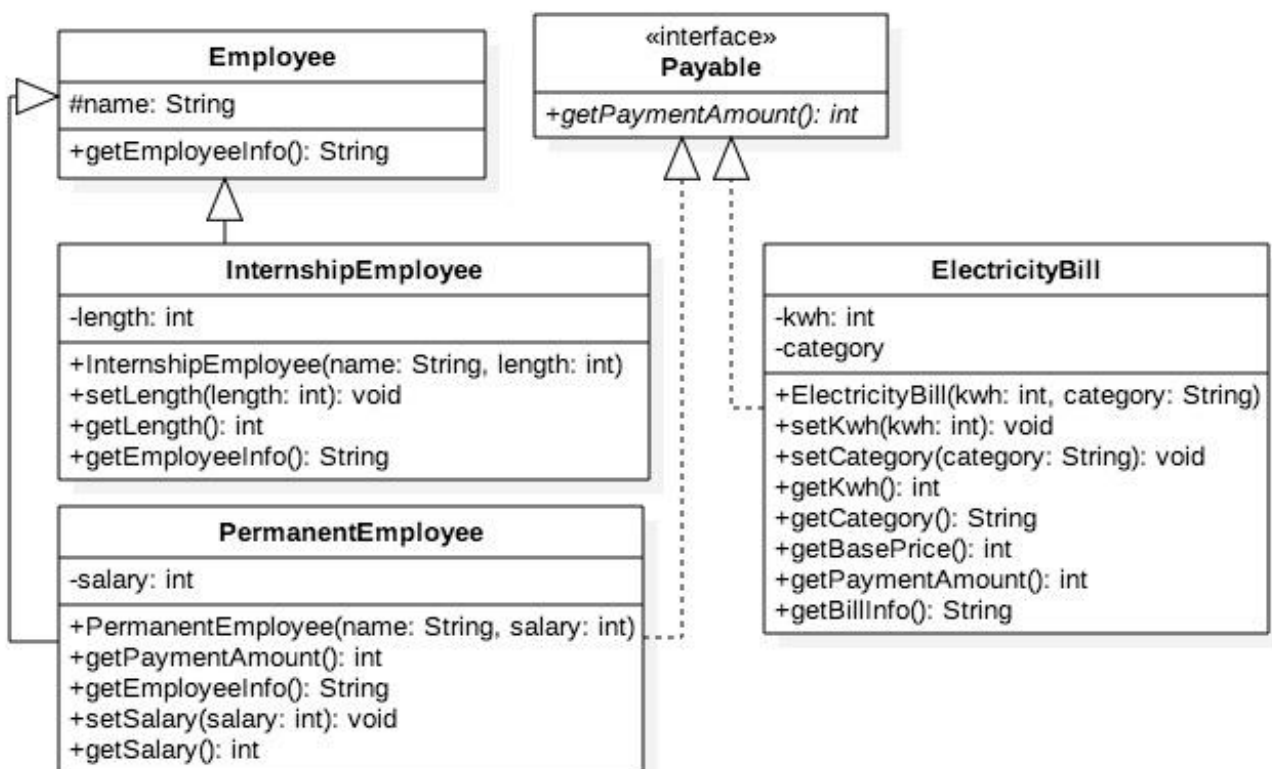 Employee
#name: String
+getEmployeeInfo(): String
«interface»
Payable
+getPaymentAmount(): int
InternshipEmployee
-length: int
+InternshipEmployee(name: String, length: int)
+setLength(length: int): void
+getLength(): int
+getEmployeeInfo(): String
ElectricityBill
-kwh: int
-category
+ElectricityBill(kwh: int, category: String)
+setKwh(kwh: int): void
+setCategory(category: String): void
+getKwh(): int
+getCategory(): String
+getBasePrice(): int
+getPaymentAmount(): int
+getBillInfo(): String
PermanentEmployee
-salary: int
+PermanentEmployee(name: String, salary: int)
+getPaymentAmount(): int
+getEmployeeInfo(): String
+setSalary(salary: int): void
+getSalary(): int